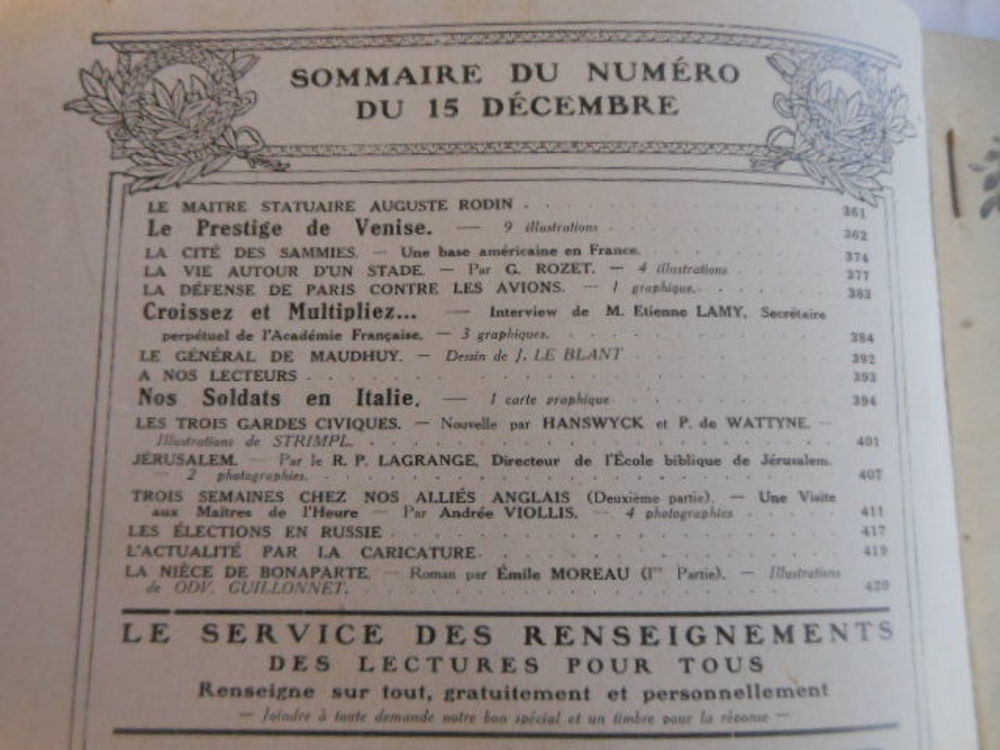 SOMMAIRE DU NUMÉRO
DU 15 DÉCEMBRE
LE MAITRE STATUAIRE AUGUSTE RODIN . . . . . . . . . . 361
Le Prestige de Venise. — 9 illustrations . . . . . . . . 362
LA CITÉ DES SAMMIES. — Une base américaine en France. . . . . . . 374
LA VIE AUTOUR D'UN STADE. — Par G. ROZET. — 4 illustrations . . . . 377
LA DÉFENSE DE PARIS CONTRE LES AVIONS. — 1 graphique. . . . . . 383
Croissez et Multipliez... — Interview de M. Etienne LAMY, Secrétaire
perpétuel de l'Académie Française. — 3 graphiques. . . . . . . . 384
LE GÉNÉRAL DE MAUDHUY. — Dessin de J. LE BLANT . . . . . . 392
A NOS LECTEURS . . . . . . . . . . . . . . . 393
Nos Soldats en Italie. — 1 carte graphique . . . . . . . 394
LES TROIS GARDES CIVIQUES. — Nouvelle par HANSWYCK et P. de WATTYNE. —
Illustrations de STRIMPL. . . . . . . . . . . . . . 401
JÉRUSALEM. — Par le R. P. LAGRANGE, Directeur de l'École biblique de Jérusalem.
— 2 photographies. . . . . . . . . . . . . . . 407
TROIS SEMAINES CHEZ NOS ALLIÉS ANGLAIS (Deuxième partie). — Une Visite
aux Maîtres de l'Heure — Par Andrée VIOLLIS. — 4 photographies . . . . 411
LES ÉLECTIONS EN RUSSIE . . . . . . . . . . . . . 417
L'ACTUALITÉ PAR LA CARICATURE . . . . . . . . . . . 419
LA NIÈCE DE BONAPARTE. — Roman par Émile MOREAU (Ire Partie). — Illustrations
de ODV. GUILLONNET. . . . . . . . . . . . . . . 420
LE SERVICE DES RENSEIGNEMENTS
DES LECTURES POUR TOUS
Renseigne sur tout, gratuitement et personnellement
— Joindre à toute demande notre bon spécial et un timbre pour la réponse —